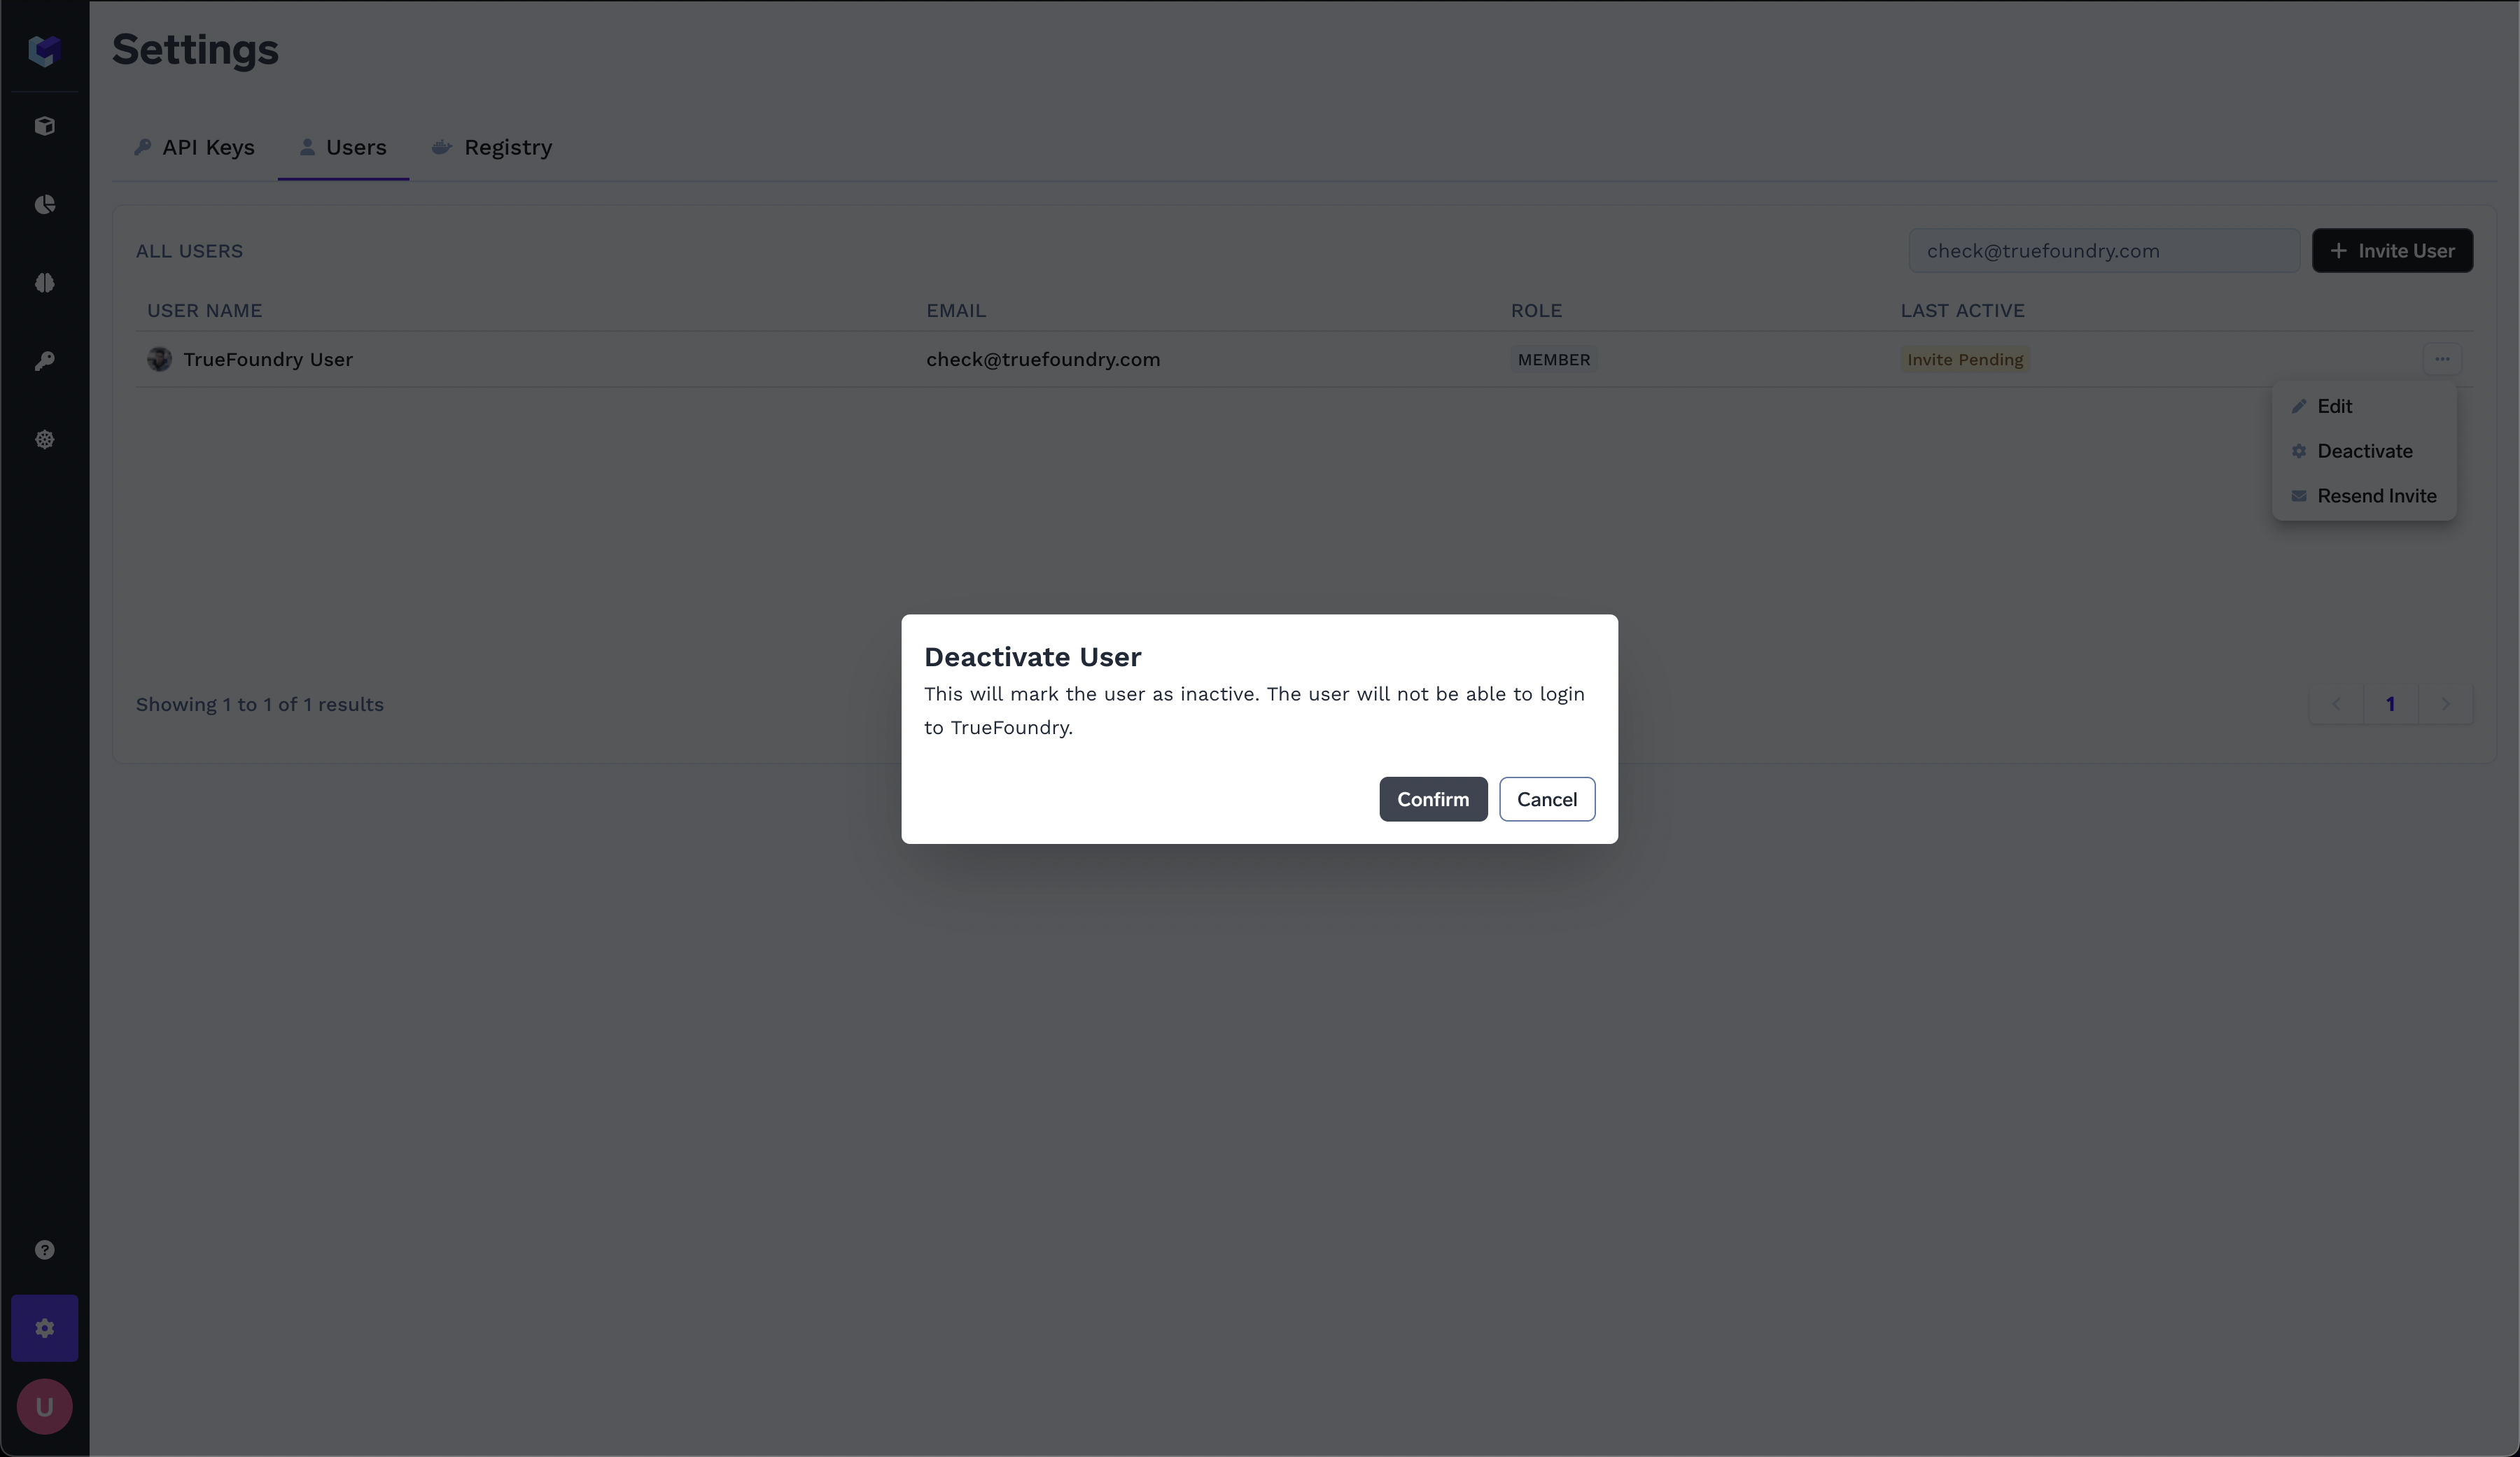 Settings
API Keys
Users
Registry
ALL USERS
check@truefoundry.com
+ Invite User
USER NAME
EMAIL
ROLE
LAST ACTIVE
TrueFoundry User
check@truefoundry.com
MEMBER
Invite Pending
Edit
Deactivate
Resend Invite
Deactivate User
This will mark the user as inactive. The user will not be able to login
to TrueFoundry.
Confirm
Cancel
Showing 1 to 1 of 1 results
1
?
U